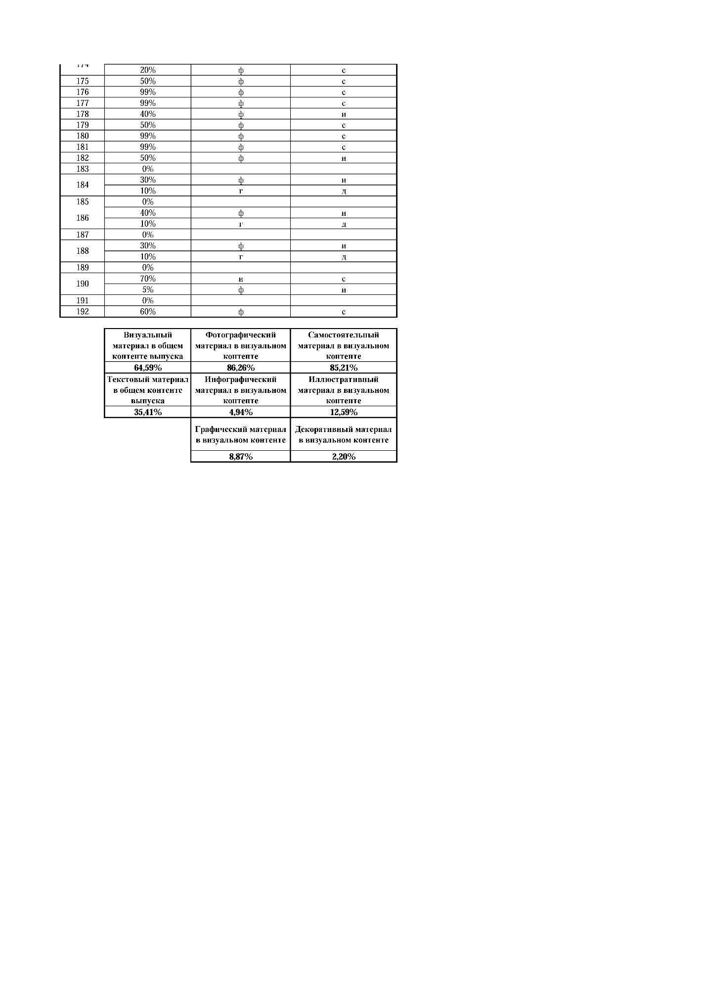 174
20% ф с
175 50% ф с
176 99% ф с
177 99% ф с
178 40% ф и
179 50% ф с
180 99% ф с
181 99% ф с
182 50% ф и
183 0%
184 30% ф и
10% г д
185 0%
186 40% ф и
10% г д
187 0%
188 30% ф и
10% г д
189 0%
190 70% и с
5% ф и
191 0%
192 60% ф с
Визуальный Фотографический Самостоятельный
материал в общем материал в визуальном материал в визуальном
контенте выпуска контенте контенте
64,59% 86,26% 85,21%
Текстовый материал Инфографический Иллюстративный
в общем контенте материал в визуальном материал в визуальном
выпуска контенте контенте
35,41% 4,94% 12,59%
Графический материал Декоративный материал
в визуальном контенте в визуальном контенте
8,87% 2,20%